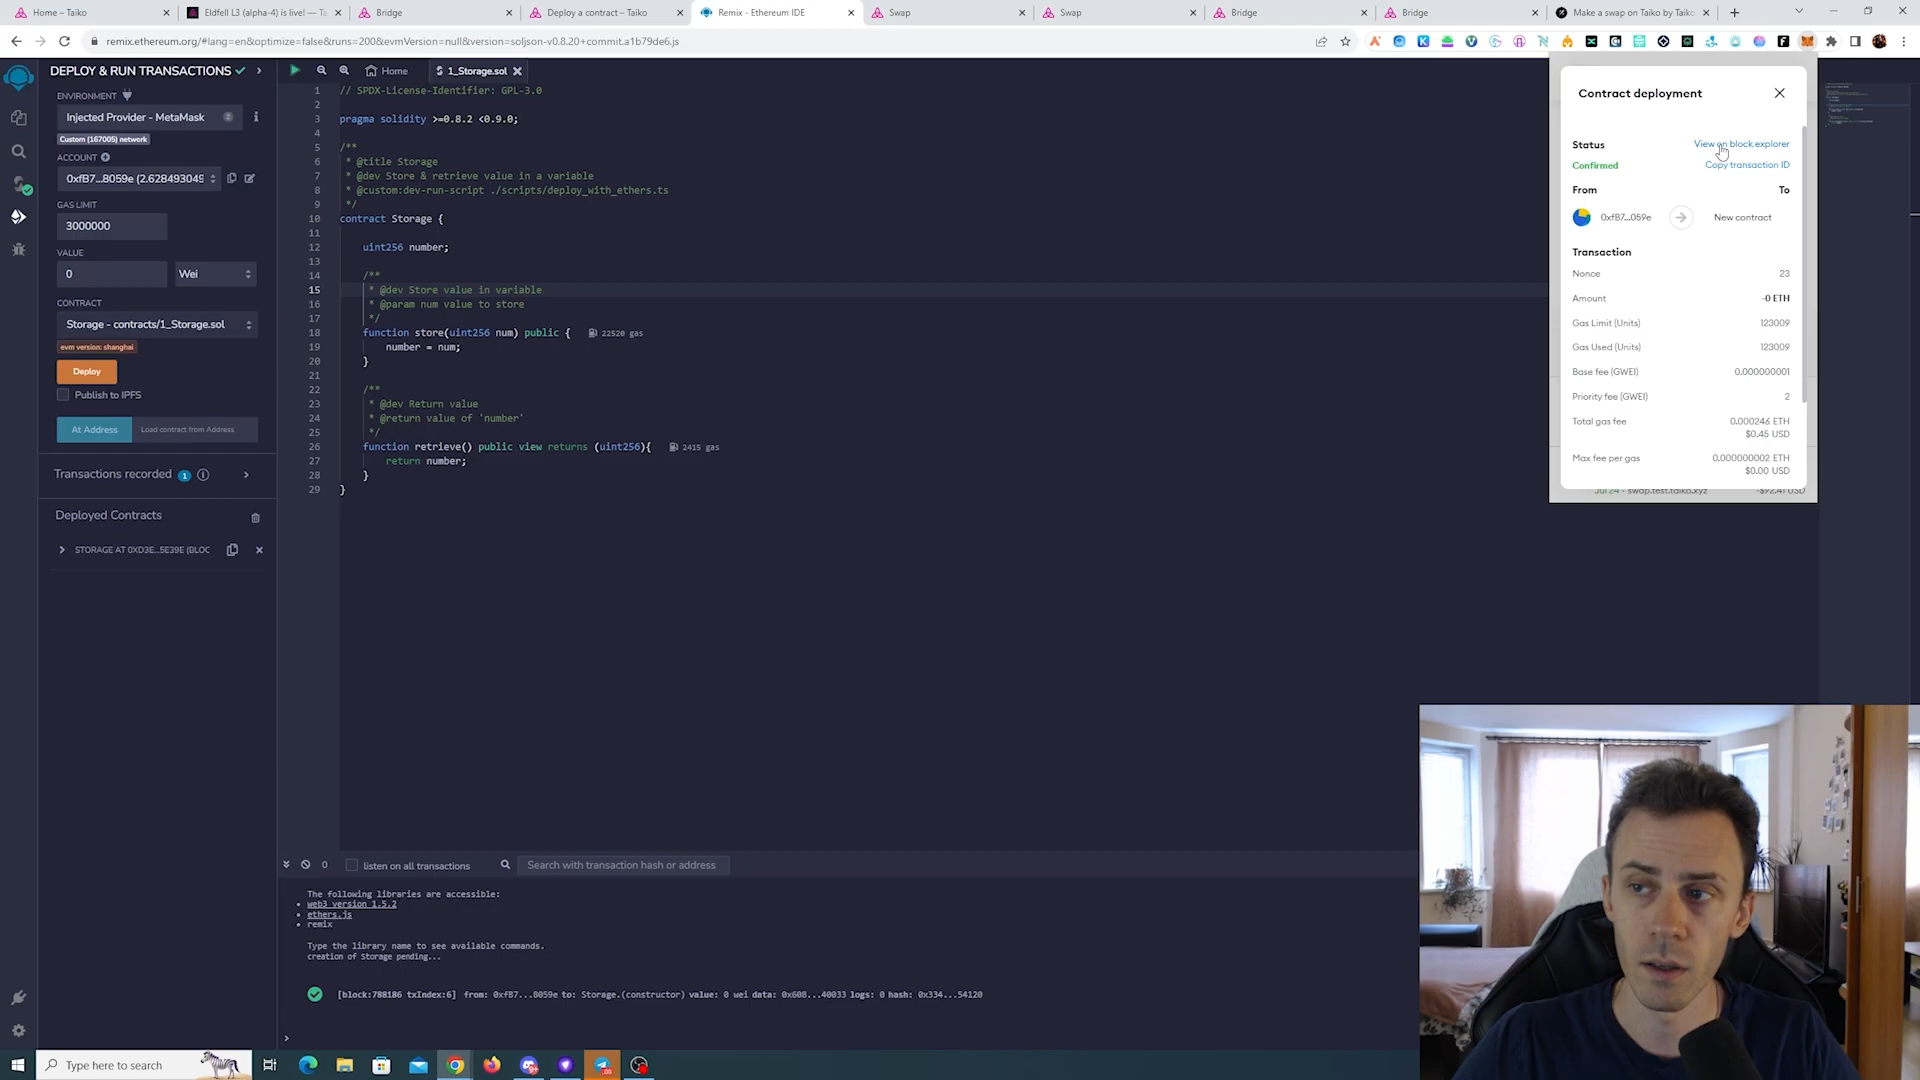 Home – Taiko
Eldfell L3 (alpha-4) is live! — Ta
Bridge
Deploy a contract – Taiko
Remix - Ethereum IDE
Swap
Swap
Bridge
Bridge
Make a swap on Taiko by Taiko
remix.ethereum.org/#lang=en&optimize=false&runs=200&evmVersion=null&version=soljson-v0.8.20+commit.a1b79de6.js
DEPLOY & RUN TRANSACTIONS
ENVIRONMENT
Injected Provider - MetaMask
Custom (167005) network
ACCOUNT
0xfB7...8059e (2.628493049
GAS LIMIT
3000000
VALUE
0
Wei
CONTRACT
Storage - contracts/1_Storage.sol
evm version: shanghai
Deploy
Publish to IPFS
At Address
Load contract from Address
Transactions recorded 1
Deployed Contracts
STORAGE AT 0XD3E...5E39E (BLOC
Home
1_Storage.sol
1 // SPDX-License-Identifier: GPL-3.0
2
3 pragma solidity >=0.8.2 <0.9.0;
4
5 /**
6 * @title Storage
7 * @dev Store & retrieve value in a variable
8 * @custom:dev-run-script ./scripts/deploy_with_ethers.ts
9 */
10 contract Storage {
11
12 uint256 number;
13
14 /**
15 * @dev Store value in variable
16 * @param num value to store
17 */
18 function store(uint256 num) public { 22520 gas
19 number = num;
20 }
21
22 /**
23 * @dev Return value
24 * @return value of 'number'
25 */
26 function retrieve() public view returns (uint256){ 2415 gas
27 return number;
28 }
29 }
0
listen on all transactions
Search with transaction hash or address
The following libraries are accessible:
web3 version 1.5.2
ethers.js
remix
Type the library name to see available commands.
creation of Storage pending...
[block:788186 txIndex:6] from: 0xfB7...8059e to: Storage.(constructor) value: 0 wei data: 0x608...40033 logs: 0 hash: 0x334...54120
>
Contract deployment
Status
View on block explorer
Confirmed
Copy transaction ID
From
To
0xfB7...059e
New contract
Transaction
Nonce 23
Amount -0 ETH
Gas Limit (Units) 123009
Gas Used (Units) 123009
Base fee (GWEI) 0.000000001
Priority fee (GWEI) 2
Total gas fee 0.000246 ETH
$0.45 USD
Max fee per gas 0.000000002 ETH
$0.00 USD
Jul 24 · swap.test.taiko.xyz -$92.41 USD
Type here to search